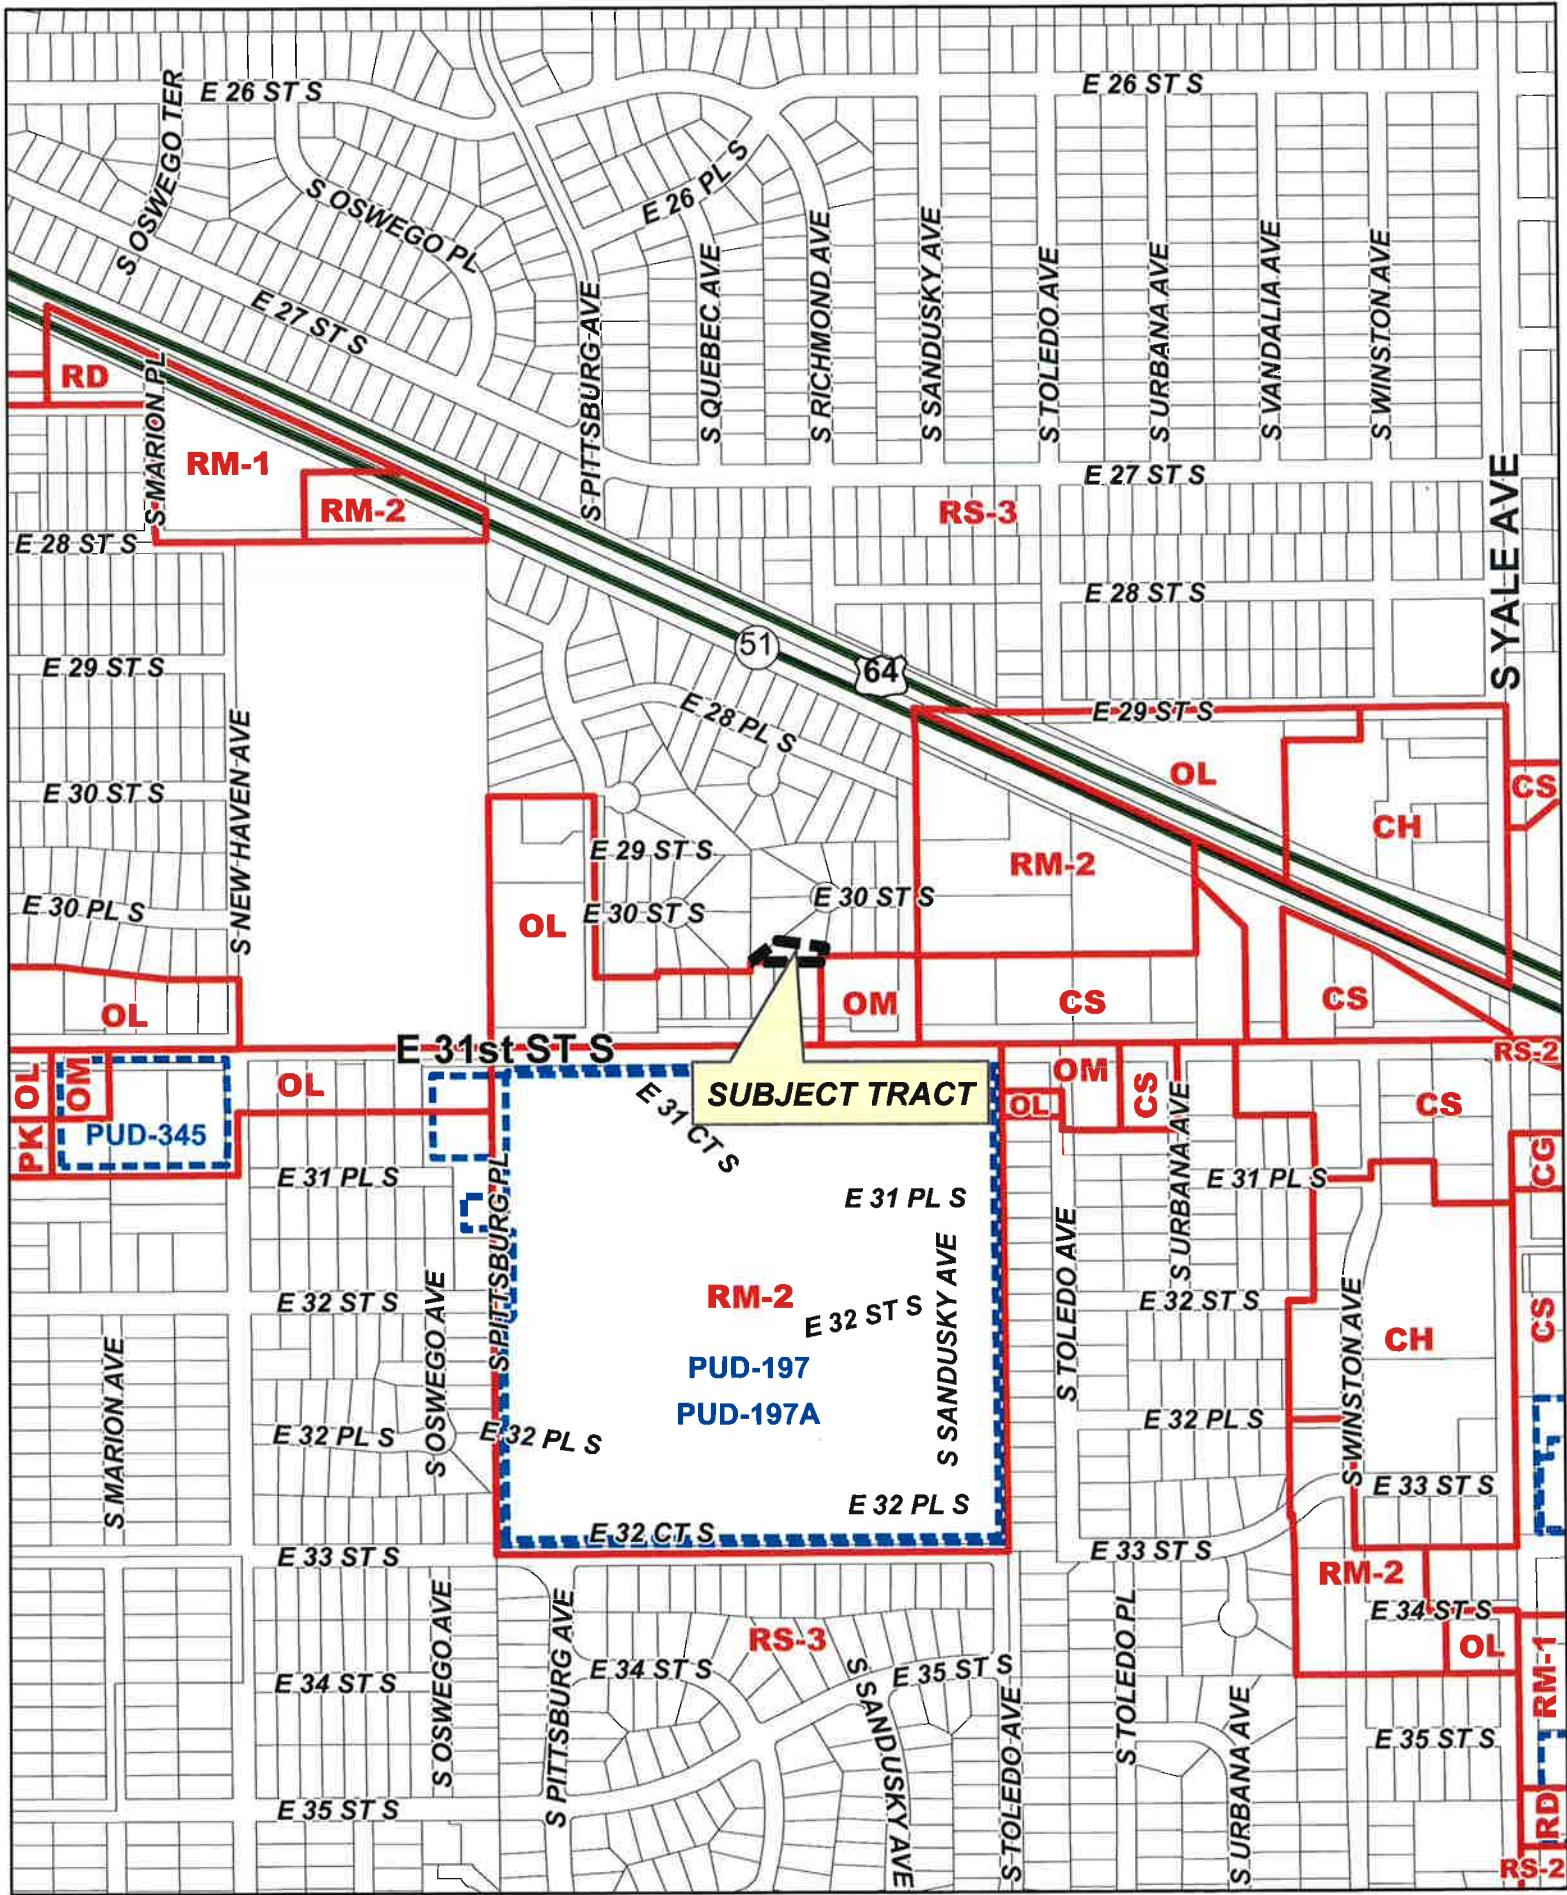 E 26 ST S
E 26 ST S
S OSWEGO TER
S OSWEGO PL
E 26 PL S
E 27 ST S
S PITTSBURG AVE
S QUEBEC AVE
S RICHMOND AVE
S SANDUSKY AVE
S TOLEDO AVE
S URBANA AVE
S VANDALIA AVE
S WINSTON AVE
RD
S MARION PL
RM-1
RM-2
E 27 ST S
RS-3
S YALE AVE
E 28 ST S
E 28 ST S
51
64
E 29 ST S
E 28 PL S
E 29 ST S
S NEW HAVEN AVE
OL
CS
E 30 ST S
CH
E 29 ST S
RM-2
E 30 PL S
OL
E 30 ST S
E 30 ST S
OL
OM
CS
CS
E 31st ST S
RS-2
OL
OM
PUD-345
PK
OL
SUBJECT TRACT
E 31 CT S
OM
OL
CS
CS
CG
E 31 PL S
S PITTSBURG PL
E 31 PL S
S SANDUSKY AVE
S TOLEDO AVE
S URBANA AVE
E 31 PL S
E 32 ST S
S OSWEGO AVE
RM-2
E 32 ST S
E 32 ST S
S WINSTON AVE
CH
CS
S MARION AVE
PUD-197
PUD-197A
E 32 PL S
E 32 PL S
E 32 PL S
E 33 ST S
E 32 PL S
E 32 CT S
E 33 ST S
E 33 ST S
RM-2
E 34 ST S
S OSWEGO AVE
S PITTSBURG AVE
RS-3
S TOLEDO PL
OL
RM-1
E 34 ST S
E 34 ST S
S SANDUSKY AVE
E 35 ST S
S TOLEDO AVE
S URBANA AVE
E 35 ST S
E 35 ST S
RD
RS-2